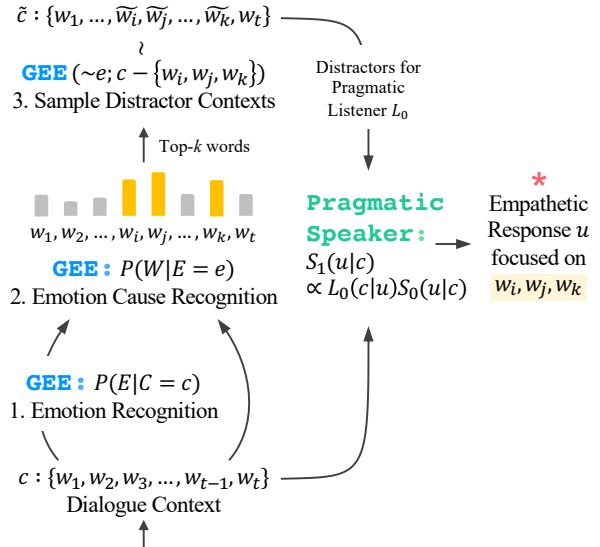 c̃ : {w₁, …, w̃ᵢ, w̃ⱼ, …, w̃ₖ, wₜ}
~
GEE (~e; c − {wᵢ, wⱼ, wₖ})
3. Sample Distractor Contexts
Top-k words
w₁, w₂, …, wᵢ, wⱼ, …, wₖ, wₜ
GEE: P(W|E = e)
2. Emotion Cause Recognition
GEE: P(E|C = c)
1. Emotion Recognition
c : {w₁, w₂, w₃, …, wₜ₋₁, wₜ}
Dialogue Context
Distractors for
Pragmatic
Listener L₀
Pragmatic
Speaker:
S₁(u|c)
∝ L₀(c|u)S₀(u|c)
*
Empathetic
Response u
focused on
wᵢ, wⱼ, wₖ